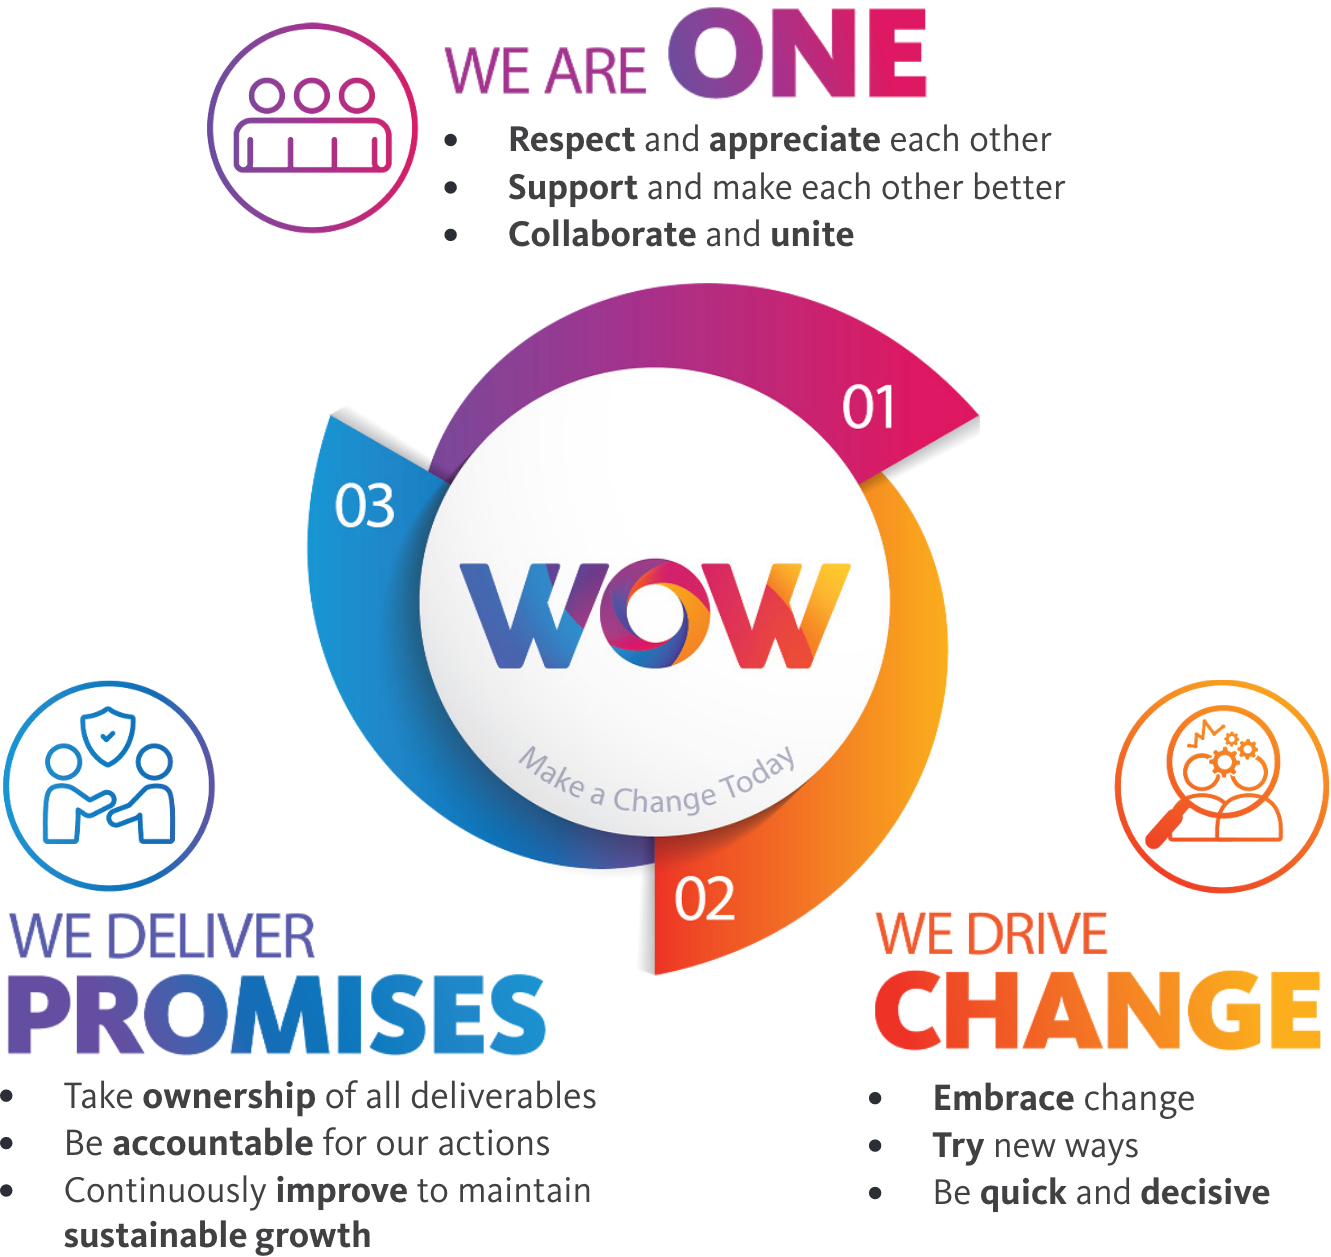 WE ARE ONE
• Respect and appreciate each other
• Support and make each other better
• Collaborate and unite
01
03
WOW
Make a Change Today
02
WE DELIVER
PROMISES
• Take ownership of all deliverables
• Be accountable for our actions
• Continuously improve to maintain
sustainable growth
WE DRIVE
CHANGE
• Embrace change
• Try new ways
• Be quick and decisive